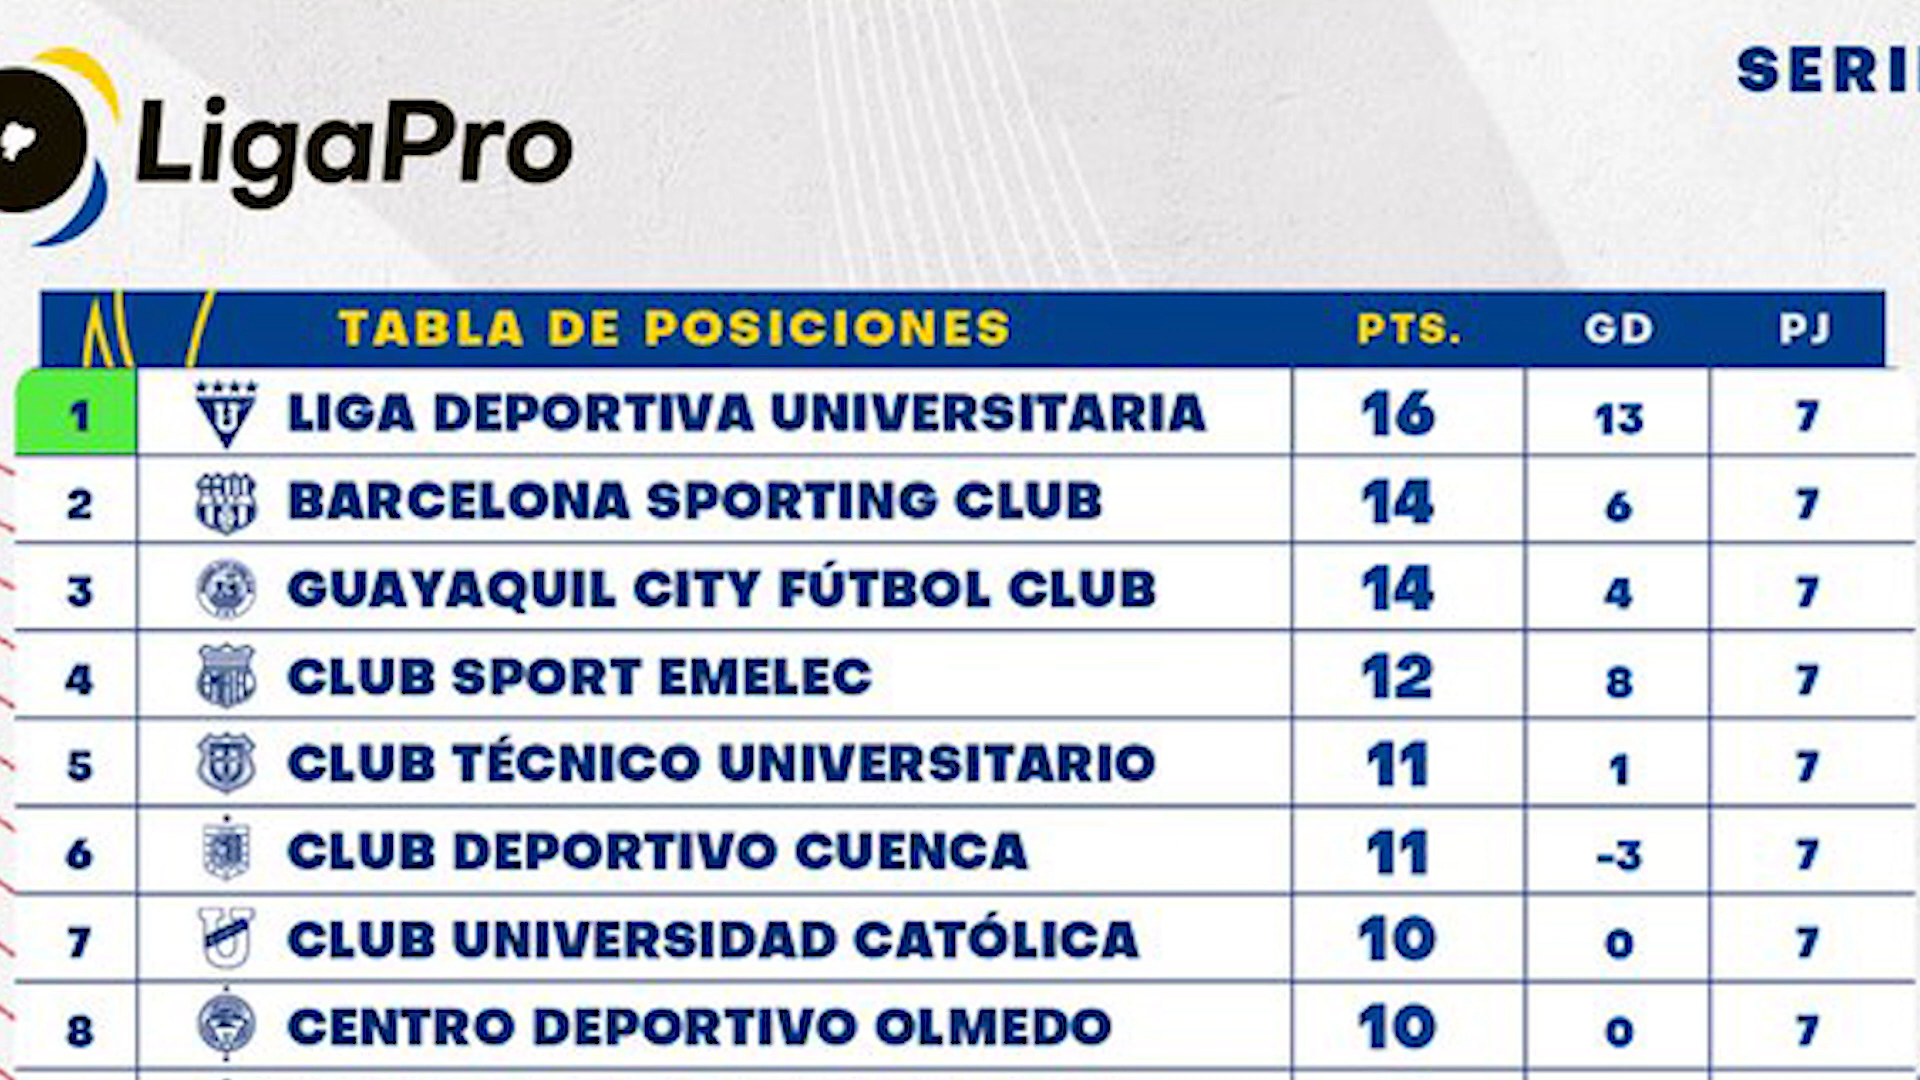 SERI
LigaPro
TABLA DE POSICIONES PTS. GD PJ
1 LIGA DEPORTIVA UNIVERSITARIA 16 13 7
2 BARCELONA SPORTING CLUB 14 6 7
3 GUAYAQUIL CITY FÚTBOL CLUB 14 4 7
4 CLUB SPORT EMELEC 12 8 7
5 CLUB TÉCNICO UNIVERSITARIO 11 1 7
6 CLUB DEPORTIVO CUENCA 11 -3 7
7 CLUB UNIVERSIDAD CATÓLICA 10 0 7
8 CENTRO DEPORTIVO OLMEDO 10 0 7